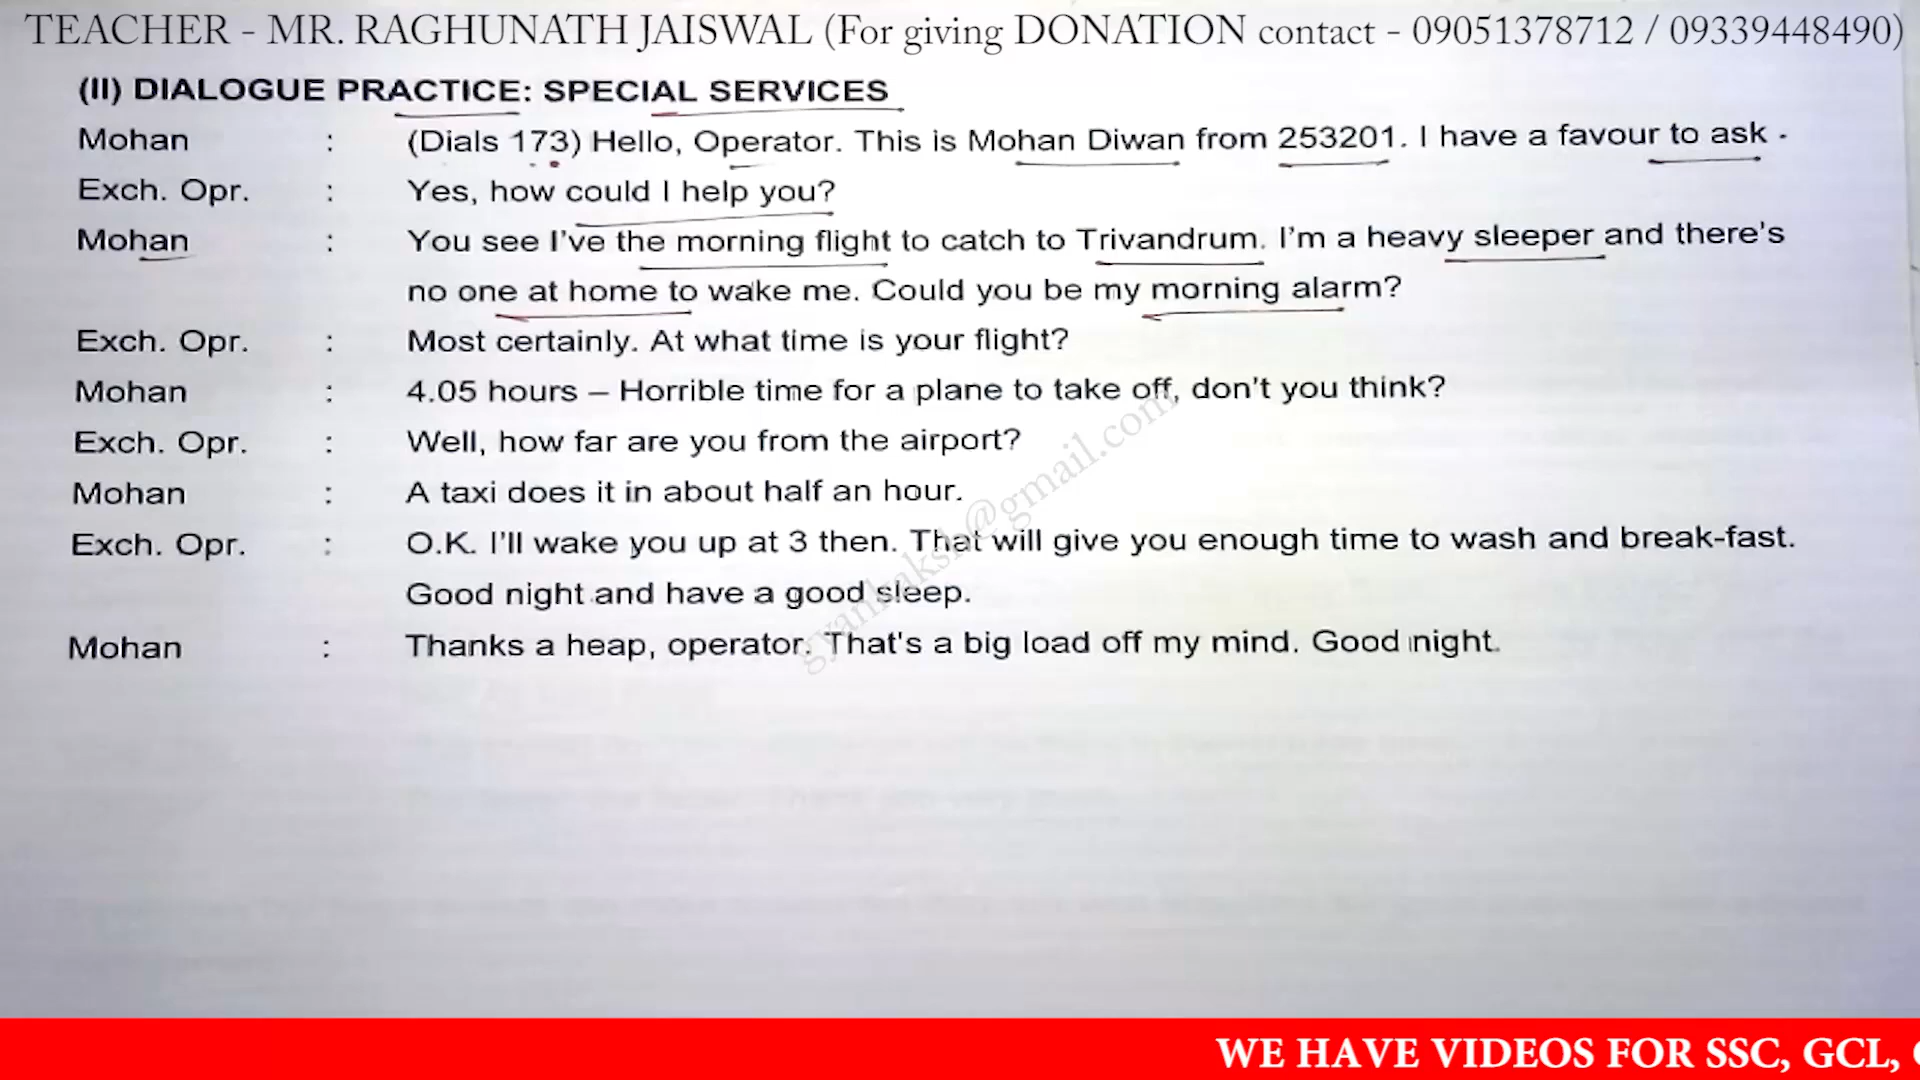 TEACHER - MR. RAGHUNATH JAISWAL (For giving DONATION contact - 09051378712 / 09339448490)
(II) DIALOGUE PRACTICE: SPECIAL SERVICES
Mohan : (Dials 173) Hello, Operator. This is Mohan Diwan from 253201. I have a favour to ask -
Exch. Opr. : Yes, how could I help you?
Mohan : You see I've the morning flight to catch to Trivandrum. I'm a heavy sleeper and there's
no one at home to wake me. Could you be my morning alarm?
Exch. Opr. : Most certainly. At what time is your flight?
Mohan : 4.05 hours – Horrible time for a plane to take off, don't you think?
Exch. Opr. : Well, how far are you from the airport?
Mohan : A taxi does it in about half an hour.
Exch. Opr. : O.K. I'll wake you up at 3 then. That will give you enough time to wash and break-fast.
Good night and have a good sleep.
Mohan : Thanks a heap, operator. That's a big load off my mind. Good night.
gyankaksh@gmail.com
WE HAVE VIDEOS FOR SSC, GCL,